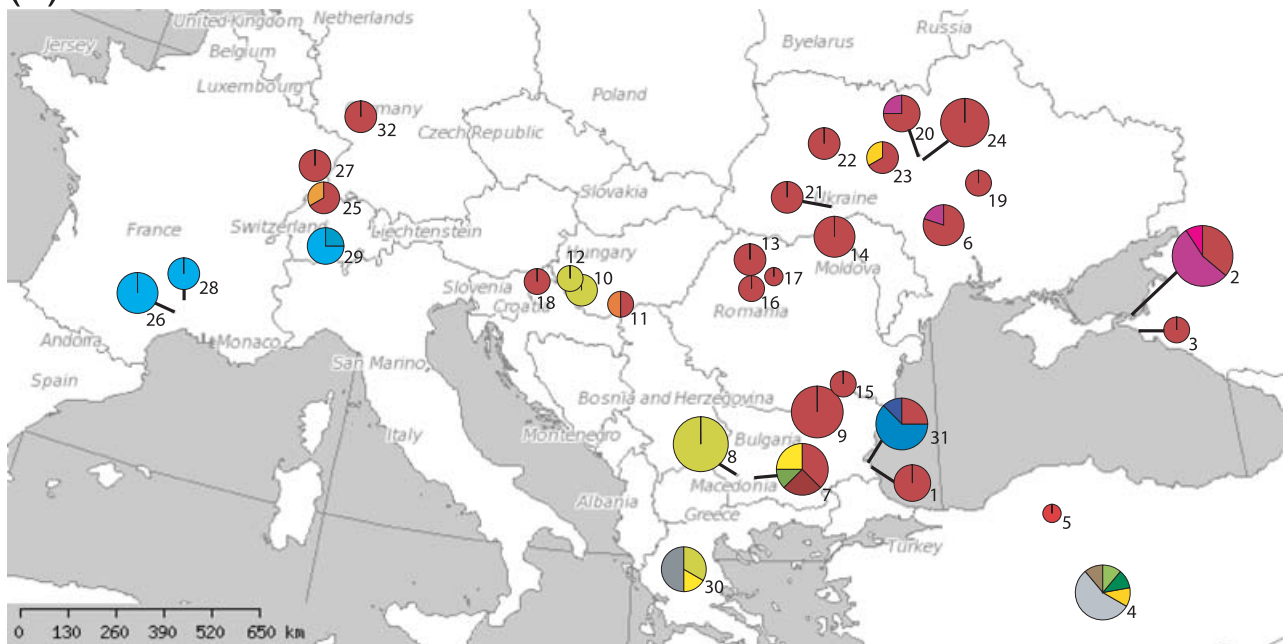 United Kingdom
Netherlands
Jersey
Belgium
Luxembourg
Byelarus
Russia
Poland
Germany
32
Czech Republic
20
24
22
23
27
25
Slovakia
21
Ukraine
19
France
Switzerland
Liechtenstein
29
Hungary
6
13
14
12
Moldova
2
28
26
Slovenia
18
10
17
16
Croatia
11
Romania
3
Andorra
Monaco
San Marino
Spain
15
Bosnia and Herzegovina
Italy
Montenegro
8
Bulgaria
9
31
Macedonia
7
1
Albania
Greece
5
Turkey
30
4
0 130 260 390 520 650 km